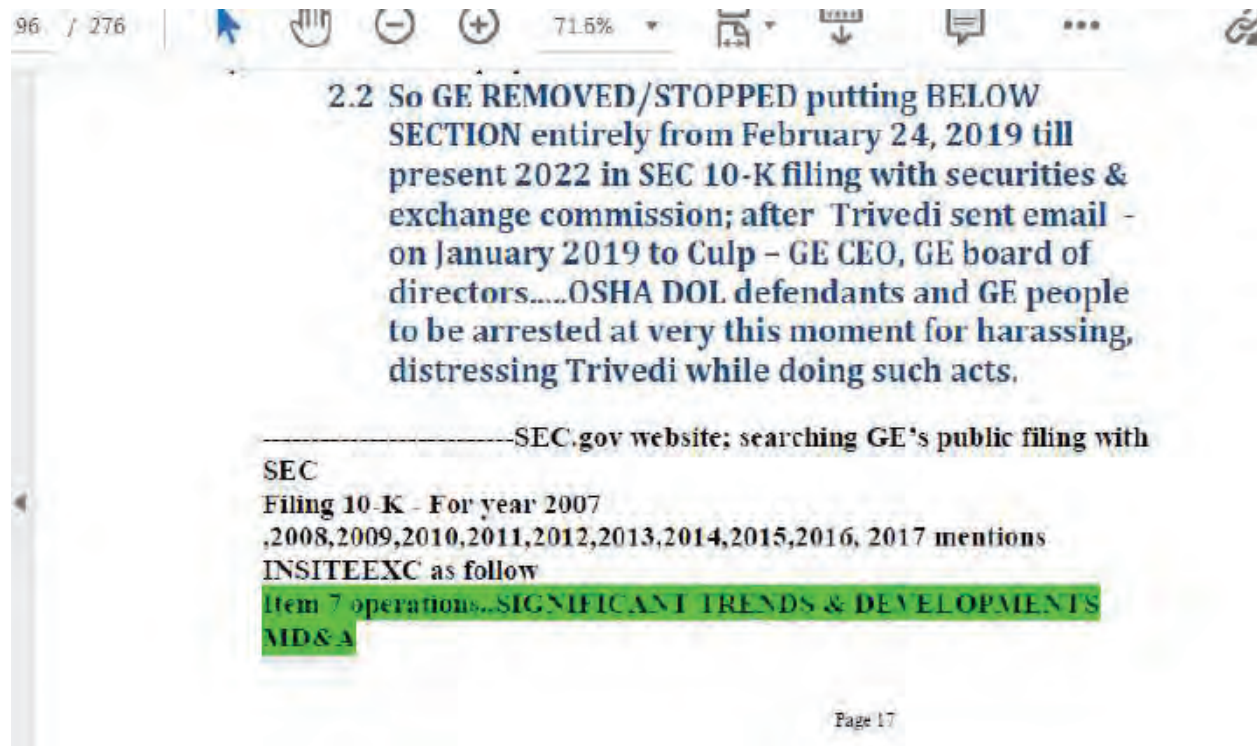 96 / 276 71.6%
2.2 So GE REMOVED/STOPPED putting BELOW
SECTION entirely from February 24, 2019 till
present 2022 in SEC 10-K filing with securities &
exchange commission; after Trivedi sent email -
on January 2019 to Culp – GE CEO, GE board of
directors.....OSHA DOL defendants and GE people
to be arrested at very this moment for harassing,
distressing Trivedi while doing such acts.
--------------------------SEC.gov website; searching GE's public filing with
SEC
Filing 10-K - For year 2007
,2008,2009,2010,2011,2012,2013,2014,2015,2016, 2017 mentions
INSITEEXC as follow
Item 7 operations..SIGNIFICANT TRENDS & DEVELOPMENTS
MD&A
Page 17